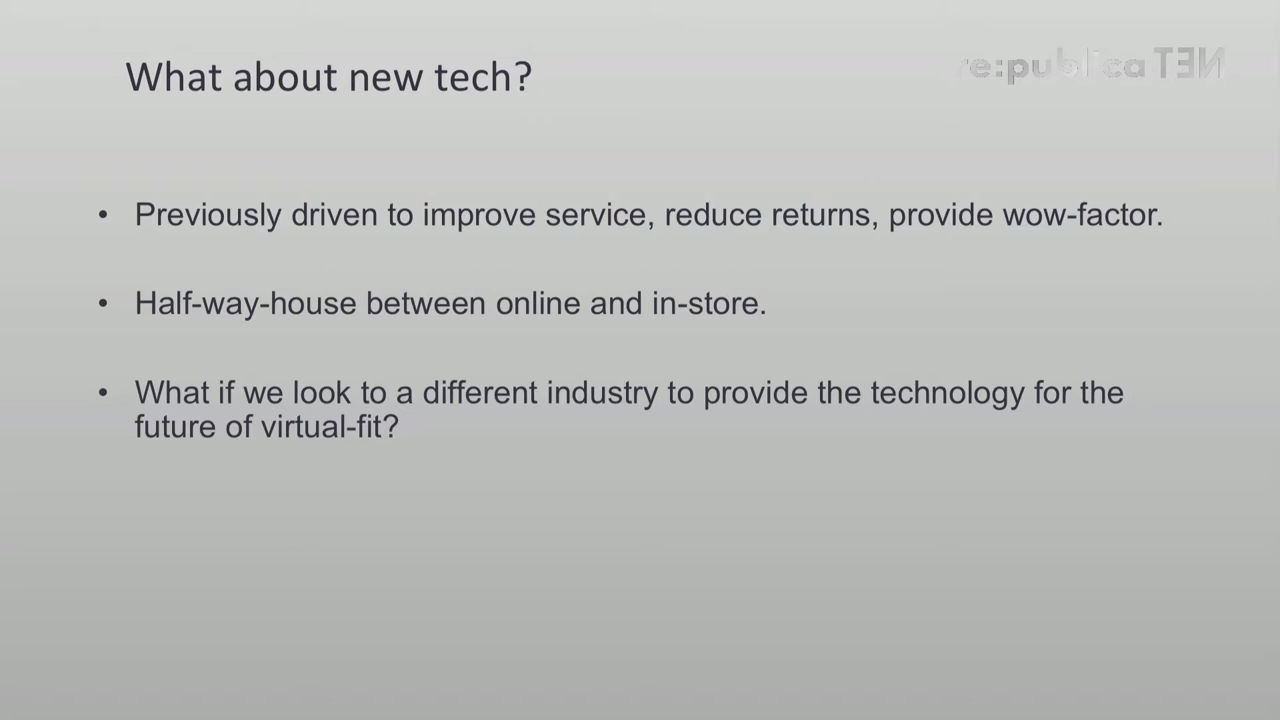 What about new tech?
re:publica TEN
• Previously driven to improve service, reduce returns, provide wow-factor.
• Half-way-house between online and in-store.
• What if we look to a different industry to provide the technology for the
future of virtual-fit?